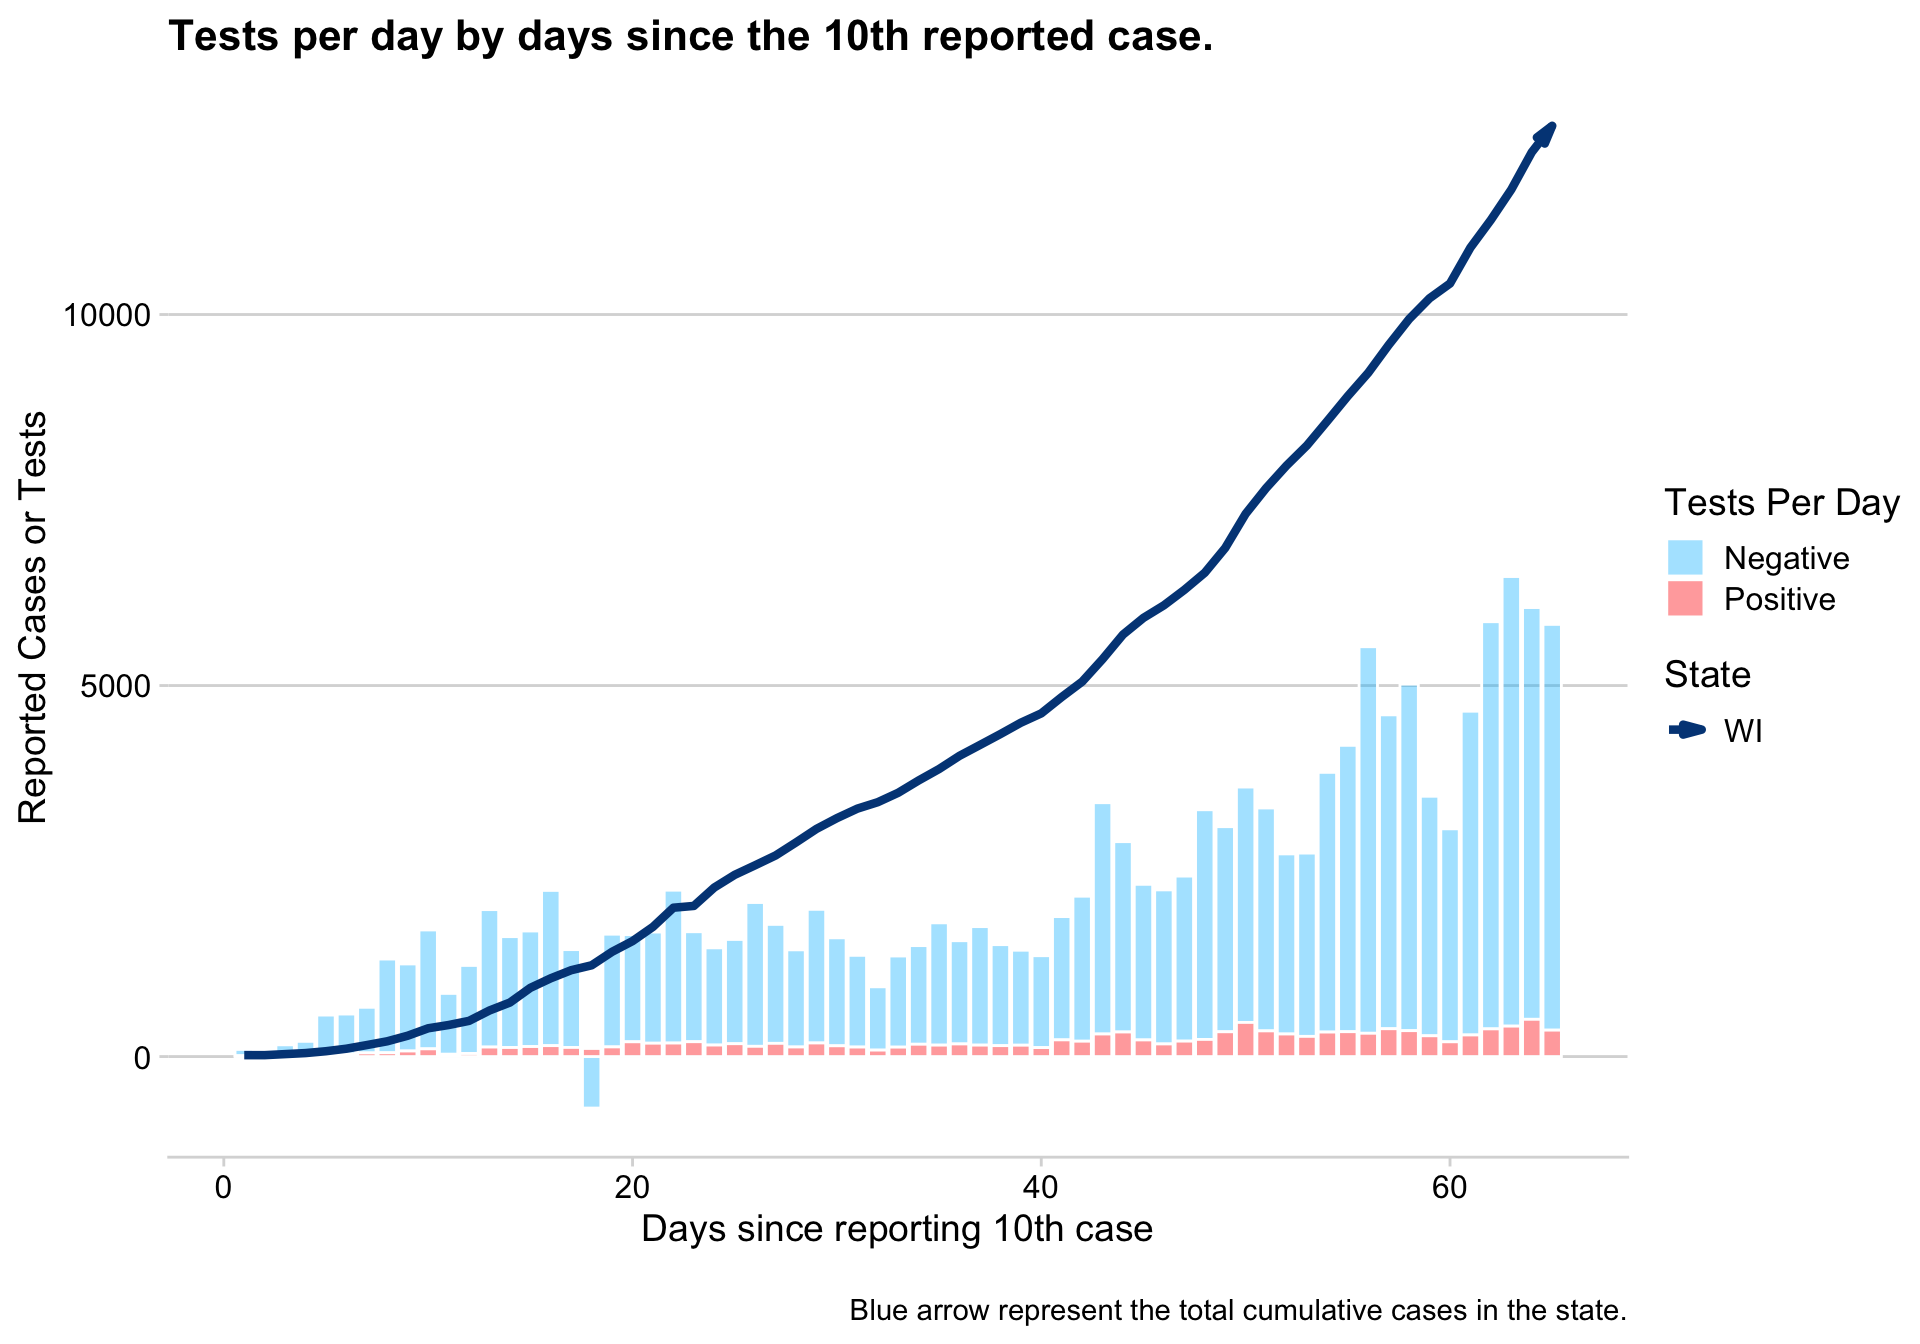 Tests per day by days since the 10th reported case.
Reported Cases or Tests
10000
5000
0
0
20
40
60
Days since reporting 10th case
Tests Per Day
Negative
Positive
State
WI
Blue arrow represent the total cumulative cases in the state.